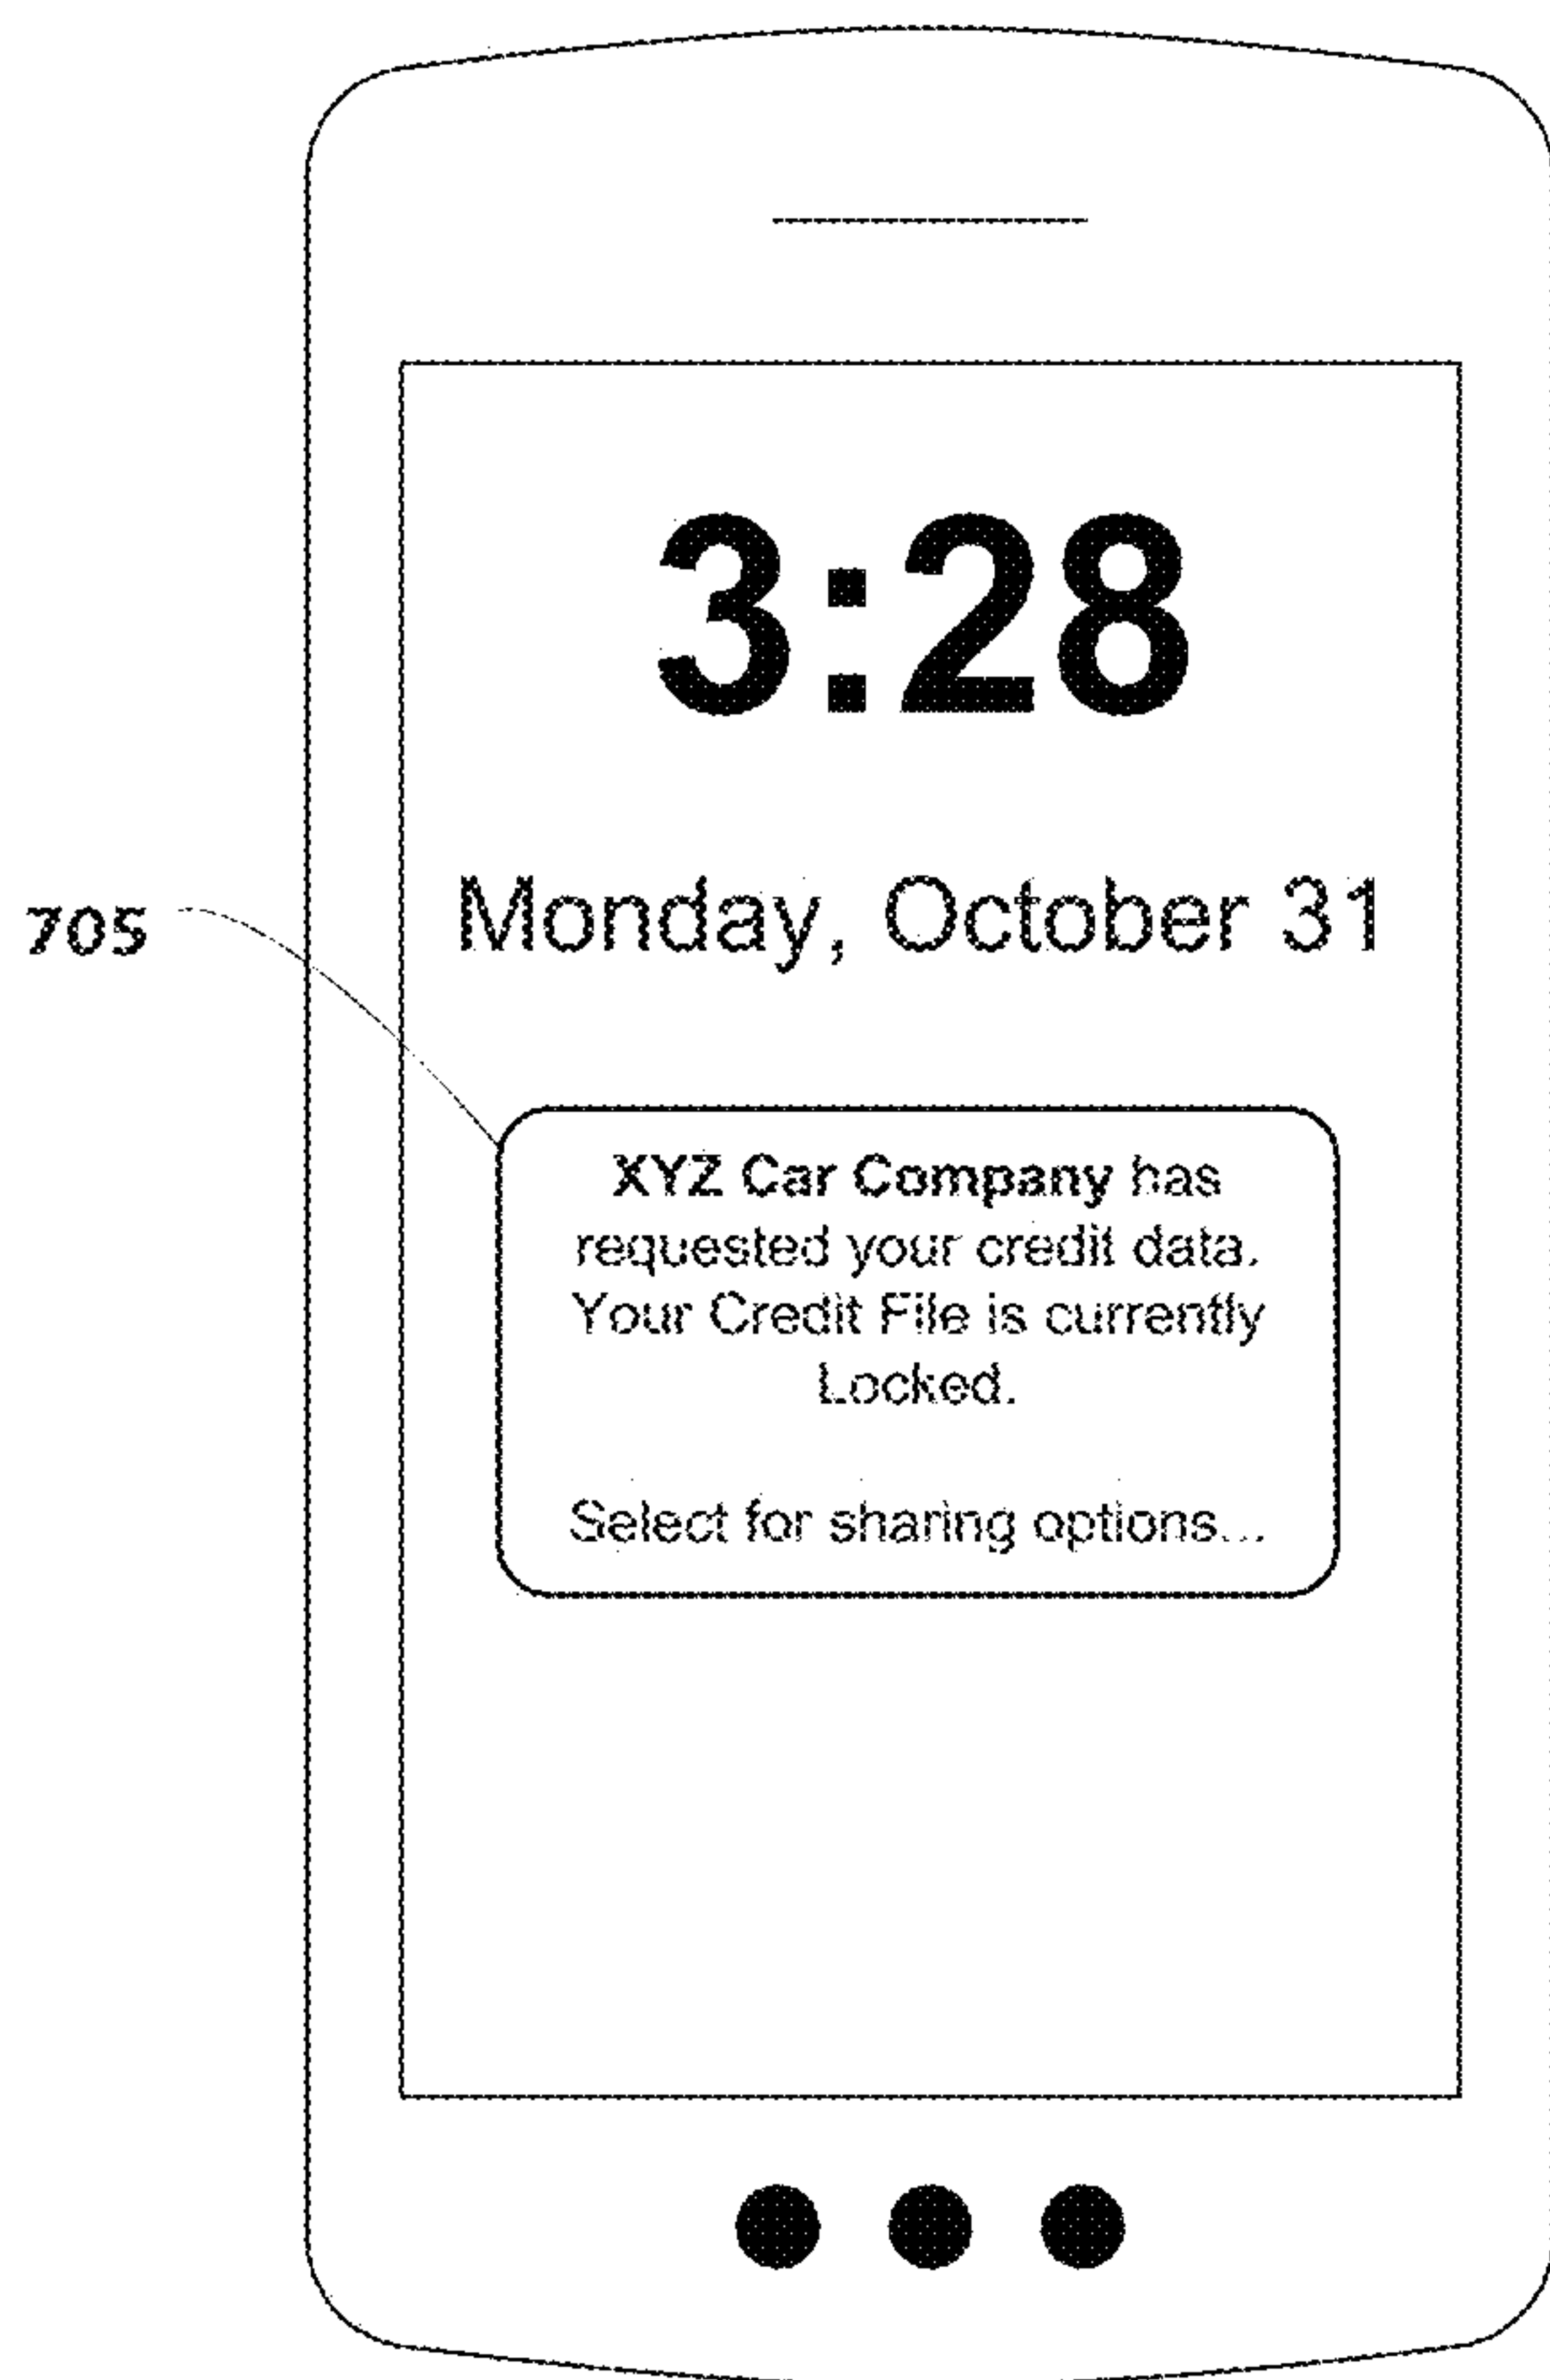 3:28
Monday, October 31
705
XYZ Car Company has
requested your credit data.
Your Credit File is currently
Locked.
Select for sharing options...